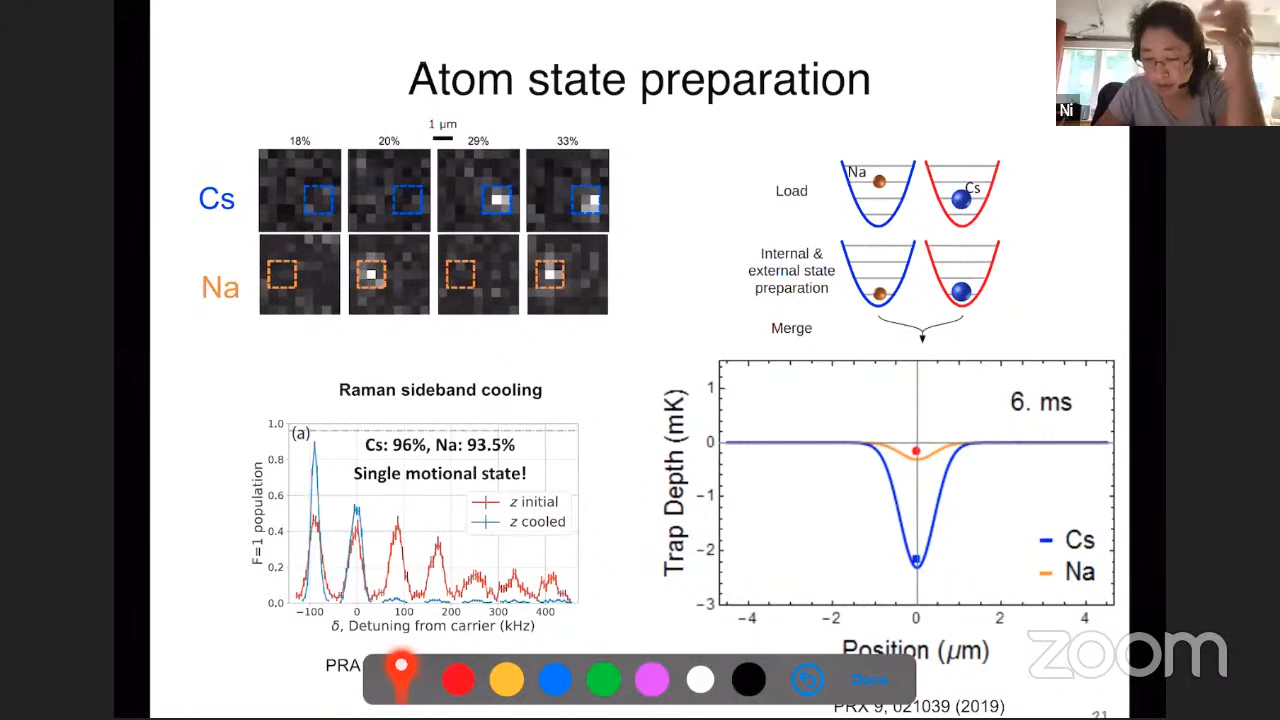 Atom state preparation
Ni
1 μm
18% 20% 29% 33%
Cs
Na
Load
Na
Cs
Internal &
external state
preparation
Merge
Raman sideband cooling
(a)
Cs: 96%, Na: 93.5%
Single motional state!
z initial
z cooled
F=1 population
1.0
0.8
0.6
0.4
0.2
0.0
−100 0 100 200 300 400
δ, Detuning from carrier (kHz)
PRA
6. ms
Trap Depth (mK)
1
0
−1
−2
−3
Cs
Na
−4 −2 0 2 4
Position (μm)
Done
PRX 9, 021039 (2019)
21
zoom